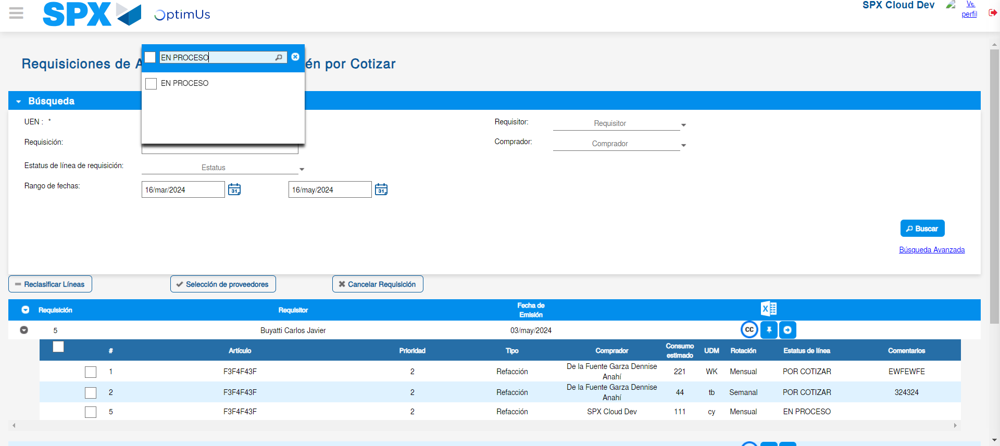 SPX OptimUs
SPX Cloud Dev
Ve
perfil
EN PROCESO
EN PROCESO
Requisiciones de A én por Cotizar
Búsqueda
UEN : *
Requisitor: Requisitor
Requisición:
Comprador: Comprador
Estatus de línea de requisición: Estatus
Rango de fechas: 16/mar/2024 31 16/may/2024 31
Buscar
Búsqueda Avanzada
Reclasificar Líneas Selección de proveedores Cancelar Requisición
Requisición Requisitor Fecha de Emisión X
5 Buyatti Carlos Javier 03/may/2024 CC
# Artículo Prioridad Tipo Comprador Consumo estimado UDM Rotación Estatus de línea Comentarios
1 F3F4F43F 2 Refacción De la Fuente Garza Dennise Anahí 221 WK Mensual POR COTIZAR EWFEWFE
2 F3F4F43F 2 Refacción De la Fuente Garza Dennise Anahí 44 tb Semanal POR COTIZAR 324324
5 F3F4F43F 2 Refacción SPX Cloud Dev 111 cy Mensual EN PROCESO